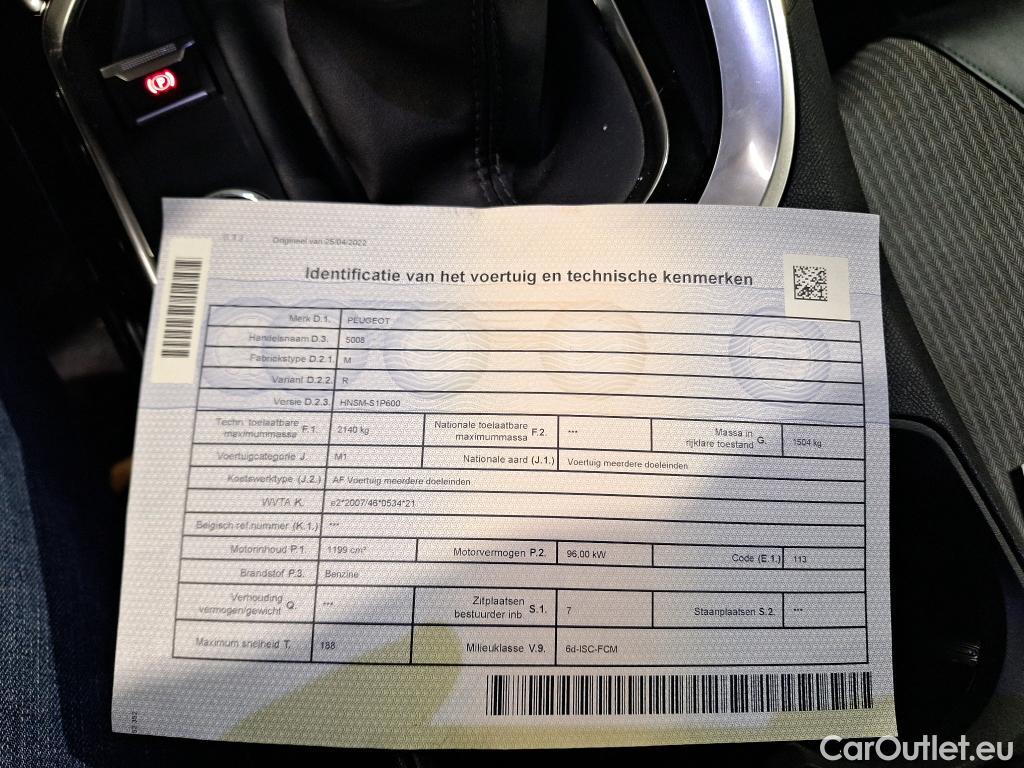 Origineel van 25/04/2022
Identificatie van het voertuig en technische kenmerken
Merk D.1. PEUGEOT
Handelsnaam D.3. 5008
Fabriekstype D.2.1. M
Variant D.2.2. R
Versie D.2.3. HNSM-S1P600
Techn. toelaatbare maximummassa F.1. 2140 kg Nationale toelaatbare maximummassa F.2. *** Massa in rijklare toestand G. 1504 kg
Voertuigcategorie J. M1 Nationale aard (J.1.) Voertuig meerdere doeleinden
Koetswerktype (J.2.) AF Voertuig meerdere doeleinden
WVTA K. e2*2007/46*0534*21
Belgisch ref.nummer (K.1.) ***
Motorinhoud P.1. 1199 cm³ Motorvermogen P.2. 96,00 kW Code (E.1.) 113
Brandstof P.3. Benzine
Verhouding vermogen/gewicht Q. *** Zitplaatsen bestuurder inb S.1. 7 Staanplaatsen S.2. ***
Maximum snelheid T. 188 Milieuklasse V.9. 6d-ISC-FCM
CarOutlet.eu